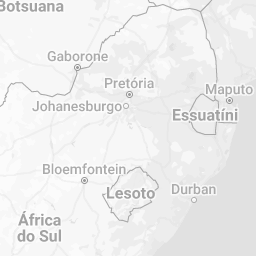 Botsuana
Gaborone
Pretória
Johanesburgo
Maputo
Essuatíni
Bloemfontein
Lesoto
Durban
África
do Sul